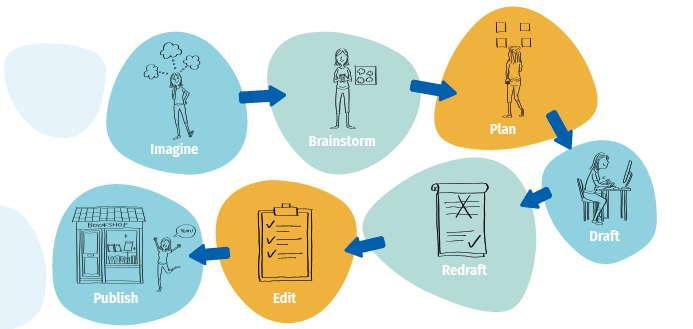 Imagine
Brainstorm
Plan
Draft
Redraft
Edit
BOOKSHOP
Publish